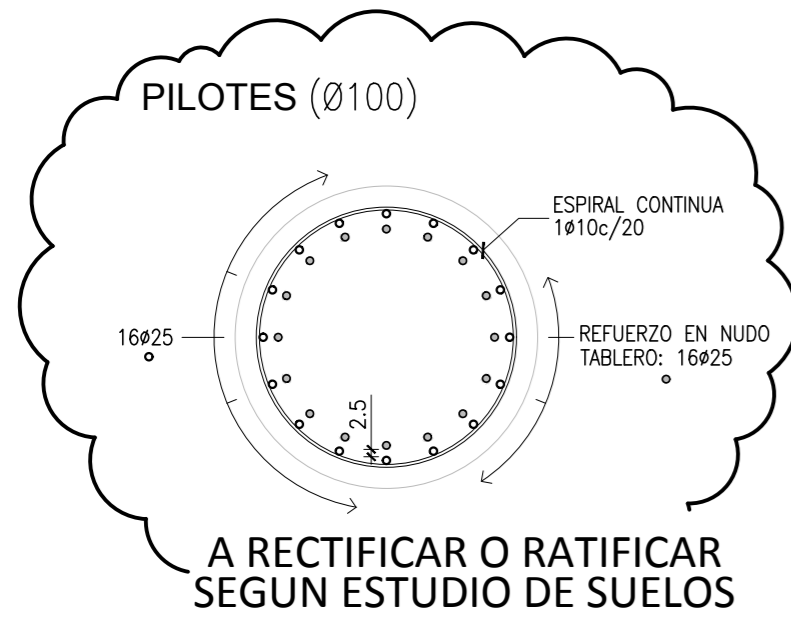 PILOTES (Ø100)
ESPIRAL CONTINUA
1ø10c/20
16ø25
REFUERZO EN NUDO
TABLERO: 16ø25
2.5
A RECTIFICAR O RATIFICAR
SEGUN ESTUDIO DE SUELOS